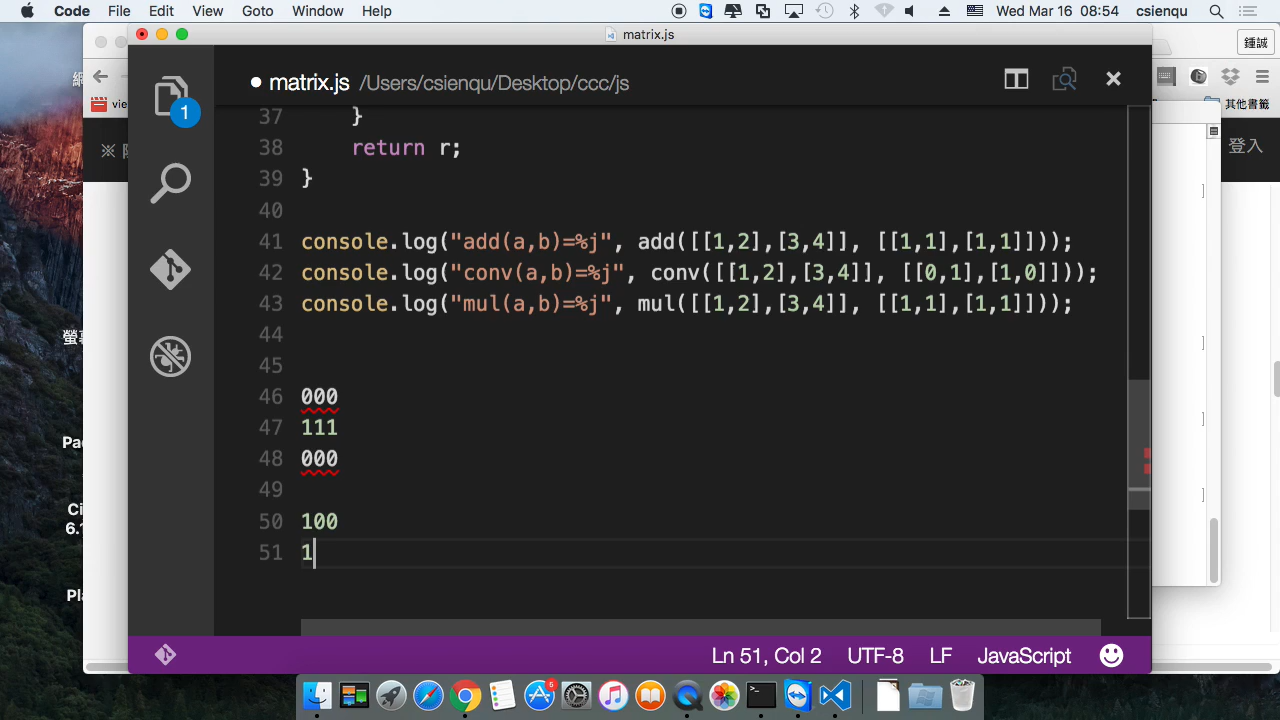 Code File Edit View Goto Window Help Wed Mar 16 08:54 csienqu
matrix.js
鍾誠
1
● matrix.js /Users/csienqu/Desktop/ccc/js
其他書籤
登入
37 }
38 return r;
39 }
40
41 console.log("add(a,b)=%j", add([[1,2],[3,4]], [[1,1],[1,1]]));
42 console.log("conv(a,b)=%j", conv([[1,2],[3,4]], [[0,1],[1,0]]));
43 console.log("mul(a,b)=%j", mul([[1,2],[3,4]], [[1,1],[1,1]]));
44
45
46 000
47 111
48 000
49
50 100
51 1
Ln 51, Col 2 UTF-8 LF JavaScript
6